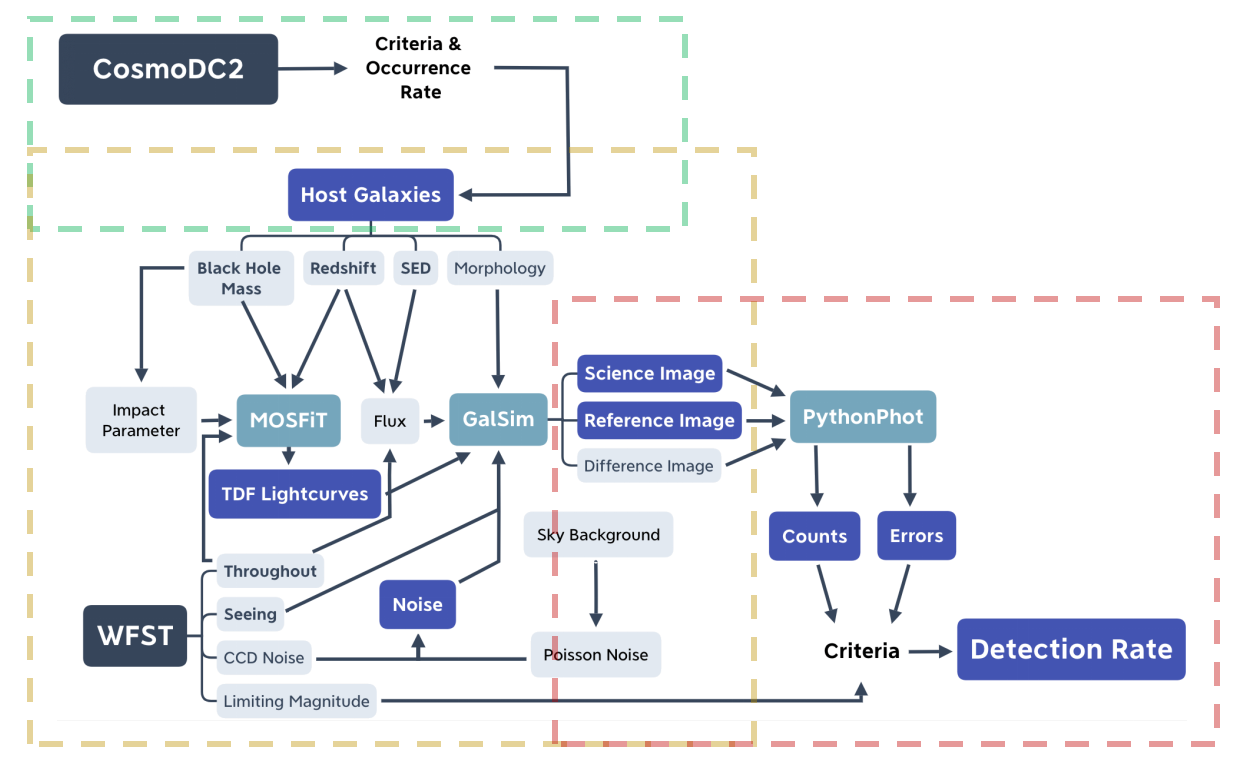 CosmoDC2
Criteria &
Occurrence
Rate
Host Galaxies
Black Hole
Mass
Redshift
SED
Morphology
Impact
Parameter
MOSFiT
Flux
GalSim
Science Image
Reference Image
Difference Image
PythonPhot
TDF Lightcurves
Sky Background
Counts
Errors
Throughout
Seeing
Noise
WFST
CCD Noise
Poisson Noise
Criteria
Detection Rate
Limiting Magnitude